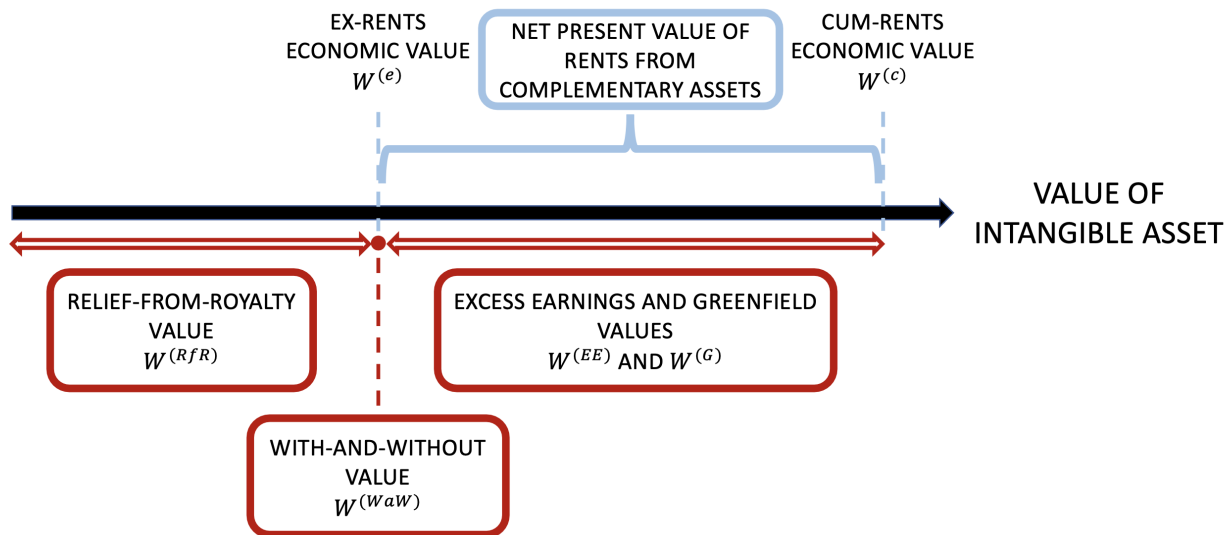 EX-RENTS
ECONOMIC VALUE
W^(e)
NET PRESENT VALUE OF
RENTS FROM
COMPLEMENTARY ASSETS
CUM-RENTS
ECONOMIC VALUE
W^(c)
VALUE OF
INTANGIBLE ASSET
RELIEF-FROM-ROYALTY
VALUE
W^(RfR)
EXCESS EARNINGS AND GREENFIELD
VALUES
W^(EE) AND W^(G)
WITH-AND-WITHOUT
VALUE
W^(WaW)